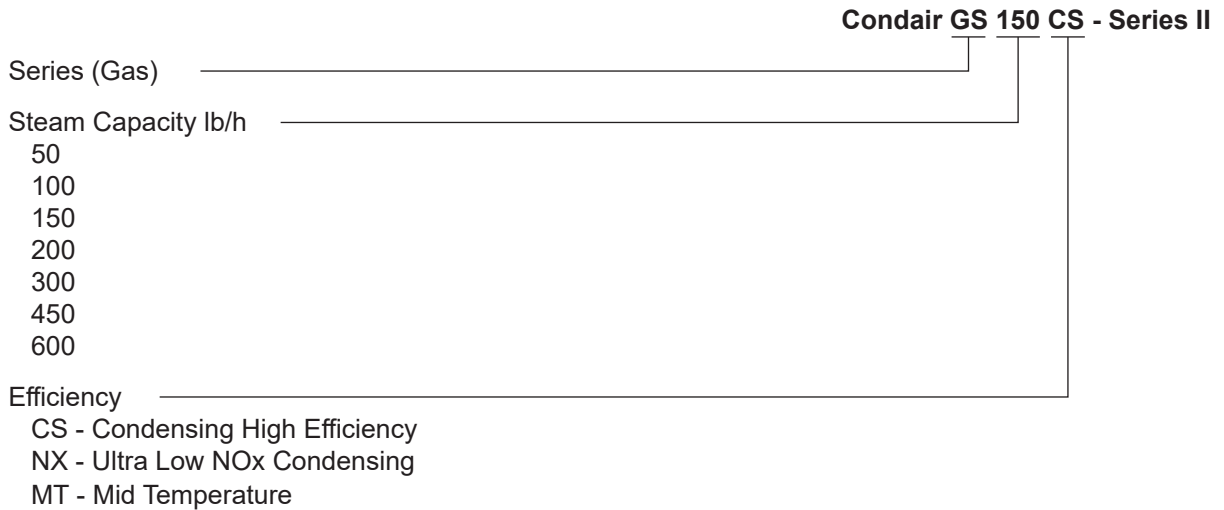 Condair GS 150 CS - Series II
Series (Gas)
Steam Capacity lb/h
50
100
150
200
300
450
600
Efficiency
CS - Condensing High Efficiency
NX - Ultra Low NOx Condensing
MT - Mid Temperature